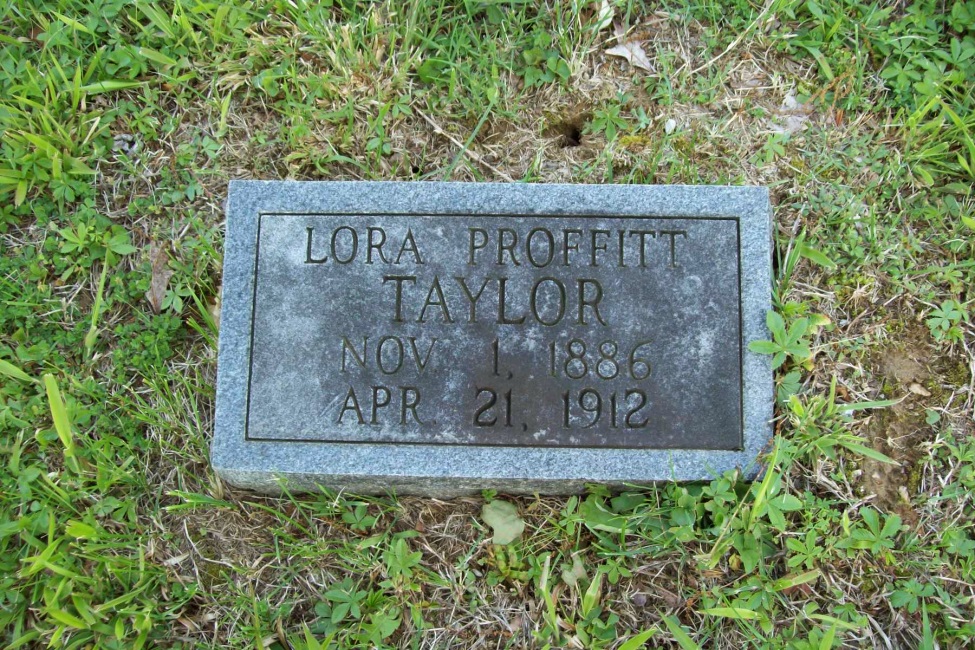 LORA PROFFITT
TAYLOR
NOV. 1, 1886
APR. 21, 1912